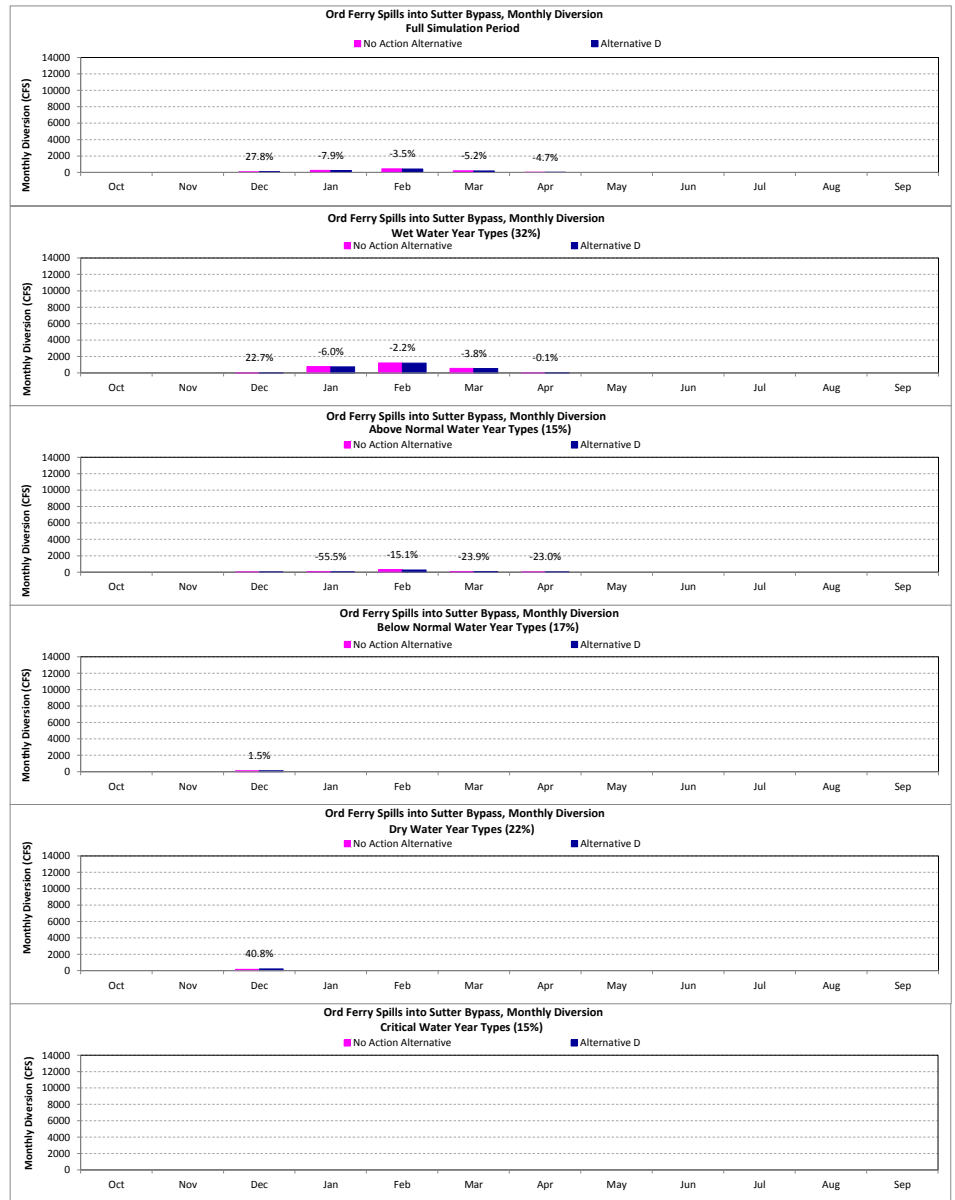 Ord Ferry Spills into Sutter Bypass, Monthly Diversion
Full Simulation Period
No Action Alternative Alternative D
Monthly Diversion (CFS)
14000
12000
10000
8000
6000
4000
2000
0
27.8% -7.9% -3.5% -5.2% -4.7%
Oct Nov Dec Jan Feb Mar Apr May Jun Jul Aug Sep
Ord Ferry Spills into Sutter Bypass, Monthly Diversion
Wet Water Year Types (32%)
No Action Alternative Alternative D
Monthly Diversion (CFS)
14000
12000
10000
8000
6000
4000
2000
0
22.7% -6.0% -2.2% -3.8% -0.1%
Oct Nov Dec Jan Feb Mar Apr May Jun Jul Aug Sep
Ord Ferry Spills into Sutter Bypass, Monthly Diversion
Above Normal Water Year Types (15%)
No Action Alternative Alternative D
Monthly Diversion (CFS)
14000
12000
10000
8000
6000
4000
2000
0
-55.5% -15.1% -23.9% -23.0%
Oct Nov Dec Jan Feb Mar Apr May Jun Jul Aug Sep
Ord Ferry Spills into Sutter Bypass, Monthly Diversion
Below Normal Water Year Types (17%)
No Action Alternative Alternative D
Monthly Diversion (CFS)
14000
12000
10000
8000
6000
4000
2000
0
1.5%
Oct Nov Dec Jan Feb Mar Apr May Jun Jul Aug Sep
Ord Ferry Spills into Sutter Bypass, Monthly Diversion
Dry Water Year Types (22%)
No Action Alternative Alternative D
Monthly Diversion (CFS)
14000
12000
10000
8000
6000
4000
2000
0
40.8%
Oct Nov Dec Jan Feb Mar Apr May Jun Jul Aug Sep
Ord Ferry Spills into Sutter Bypass, Monthly Diversion
Critical Water Year Types (15%)
No Action Alternative Alternative D
Monthly Diversion (CFS)
14000
12000
10000
8000
6000
4000
2000
0
Oct Nov Dec Jan Feb Mar Apr May Jun Jul Aug Sep